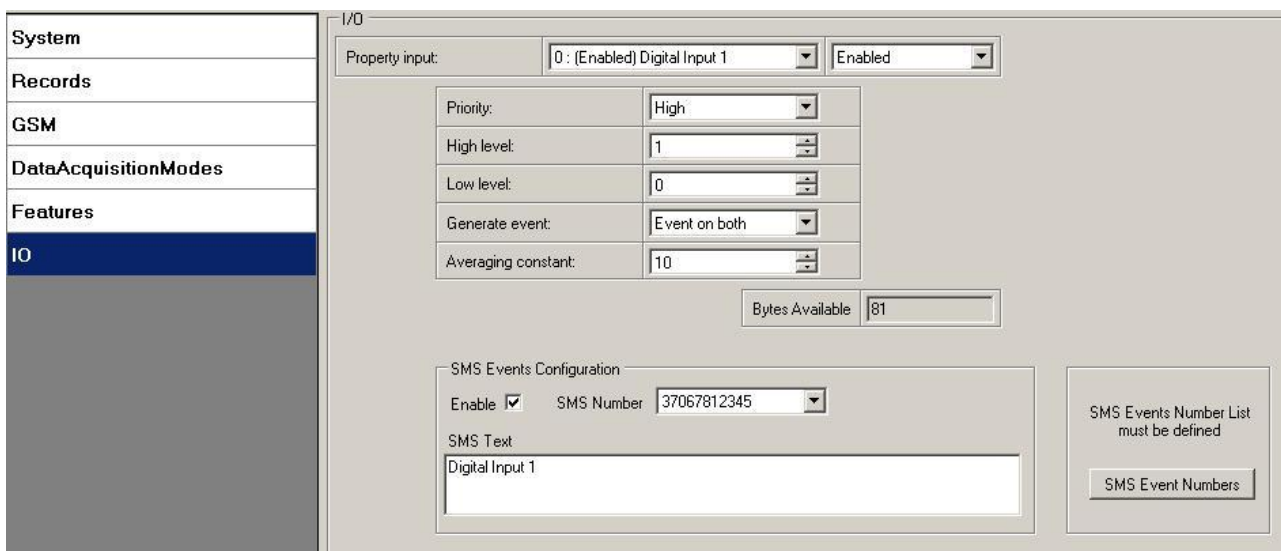 System
Records
GSM
DataAcquisitionModes
Features
IO
I/O
Property input: 0 : (Enabled) Digital Input 1 Enabled
Priority: High
High level: 1
Low level: 0
Generate event: Event on both
Averaging constant: 10
Bytes Available 81
SMS Events Configuration
Enable SMS Number 37067812345
SMS Text
Digital Input 1
SMS Events Number List
must be defined
SMS Event Numbers